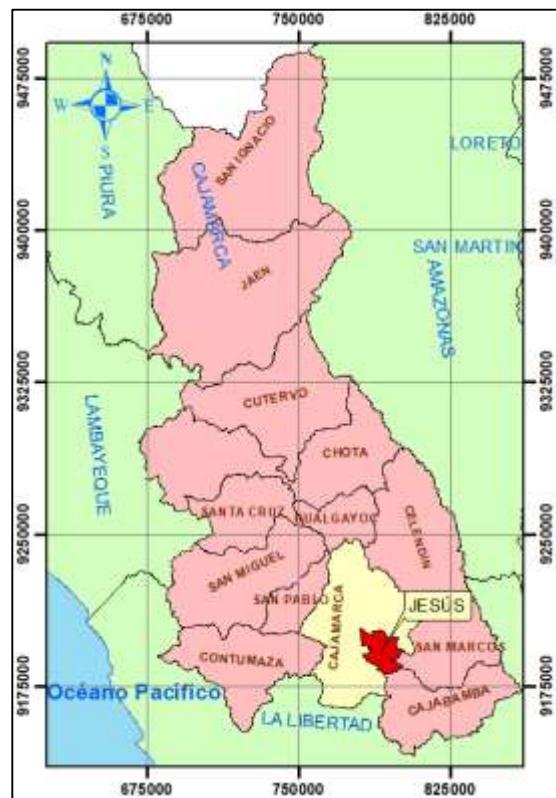 675000 750000 825000
9475000 9475000
N
W E
S
PIURA
SAN IGNACIO
CAJAMARCA
LORETO
9400000 9400000
SAN MARTIN
JAEN
AMAZONAS
9325000 9325000
LAMBAYEQUE
CUTERVO
CHOTA
SANTA CRUZ
HUALGAYOC
CELENDIN
9250000 9250000
SAN MIGUEL
SAN PABLO
CAJAMARCA
JESÚS
CONTUMAZA
SAN MARCOS
9175000 9175000
Océano Pacífico
CAJABAMBA
LA LIBERTAD
675000 750000 825000